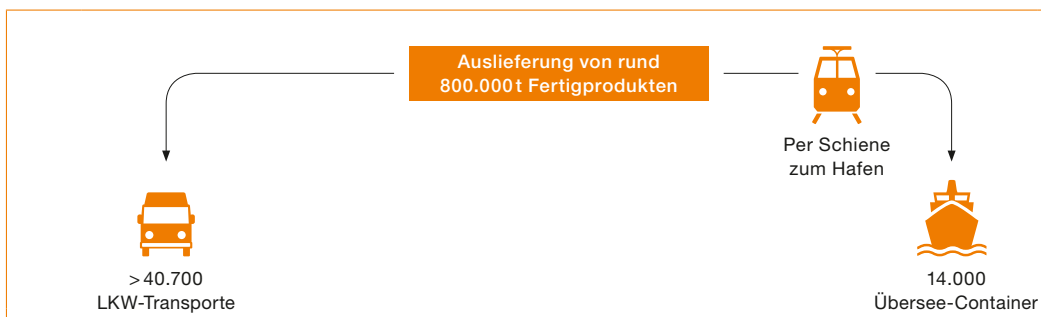 Auslieferung von rund
800.000 t Fertigprodukten
Per Schiene
zum Hafen
> 40.700
LKW-Transporte
14.000
Übersee-Container